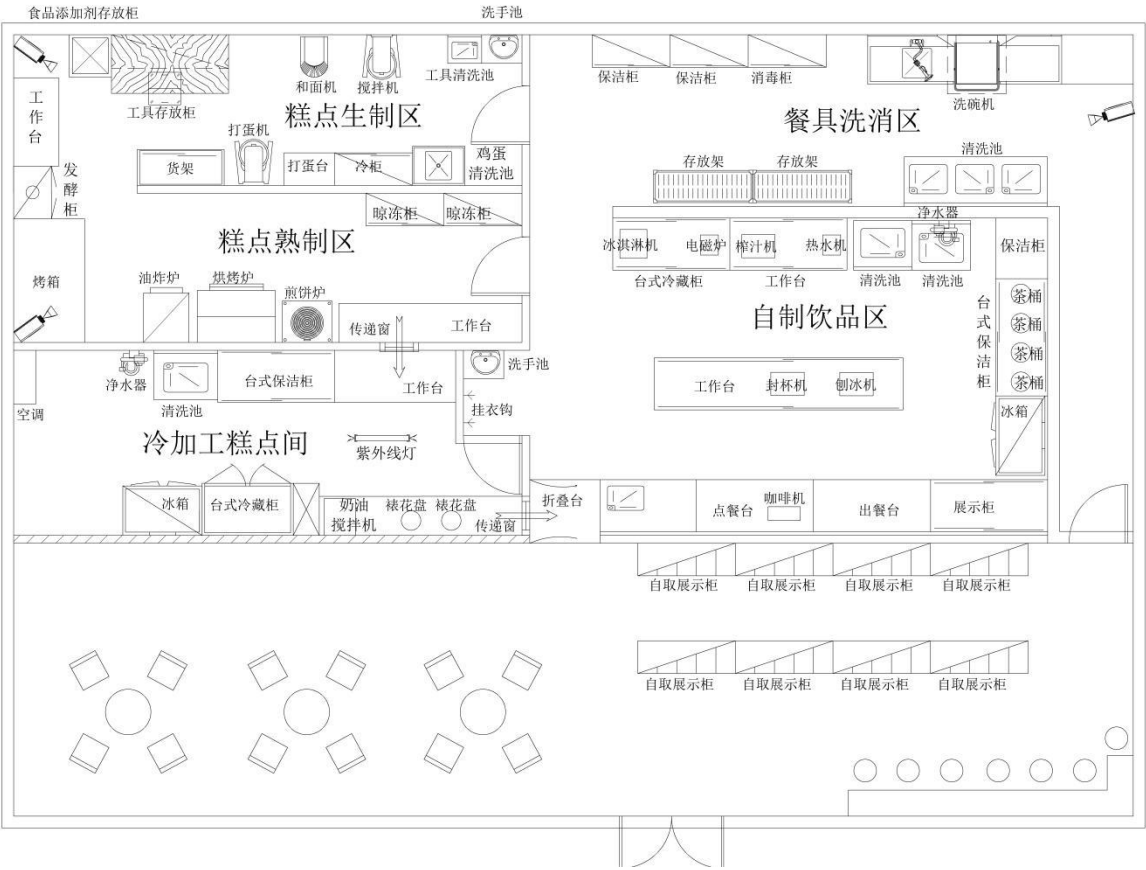 食品添加剂存放柜
洗手池
工作台
工具存放柜
和面机
搅拌机
工具清洗池
糕点生制区
打蛋机
货架
打蛋台
冷柜
鸡蛋
清洗池
发酵柜
晾冻柜
晾冻柜
糕点熟制区
烤箱
油炸炉
烘烤炉
煎饼炉
传递窗
工作台
保洁柜
保洁柜
消毒柜
洗碗机
餐具洗消区
清洗池
存放架
存放架
净水器
冰淇淋机
电磁炉
榨汁机
热水机
保洁柜
台式冷藏柜
工作台
清洗池
清洗池
自制饮品区
台式保洁柜
茶桶
茶桶
茶桶
茶桶
工作台
封杯机
刨冰机
冰箱
空调
净水器
清洗池
台式保洁柜
工作台
洗手池
挂衣钩
冷加工糕点间
紫外线灯
冰箱
台式冷藏柜
奶油
搅拌机
裱花盘
裱花盘
传递窗
折叠台
点餐台
咖啡机
出餐台
展示柜
自取展示柜
自取展示柜
自取展示柜
自取展示柜
自取展示柜
自取展示柜
自取展示柜
自取展示柜